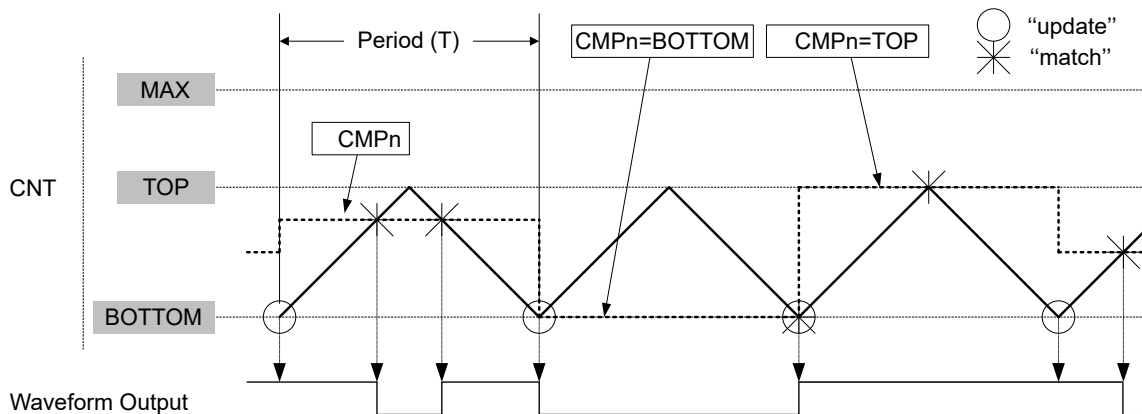 Period (T)
CMPn=BOTTOM
CMPn=TOP
“update”
“match”
MAX
CMPn
CNT
TOP
BOTTOM
Waveform Output